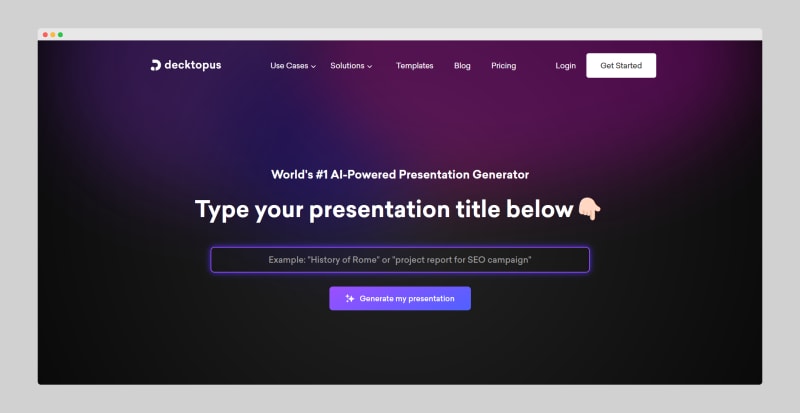 decktopus
Use Cases
Solutions
Templates
Blog
Pricing
Login
Get Started
World's #1 AI-Powered Presentation Generator
Type your presentation title below
Example: "History of Rome" or "project report for SEO campaign"
Generate my presentation